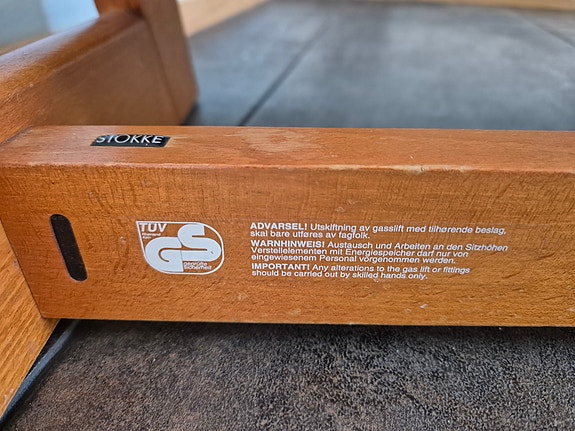 STOKKE
TÜV
GS
geprüfte
Sicherheit
ADVARSEL! Utskiftning av gasslift med tilhørende beslag,
skal bare utføres av fagfolk.
WARNHINWEIS! Austausch und Arbeiten an den Sitzhöhen
Verstellelementen mit Energiespeicher darf nur von
eingewiesenem Personal vorgenommen werden.
IMPORTANT! Any alterations to the gas lift or fittings
should be carried out by skilled hands only.